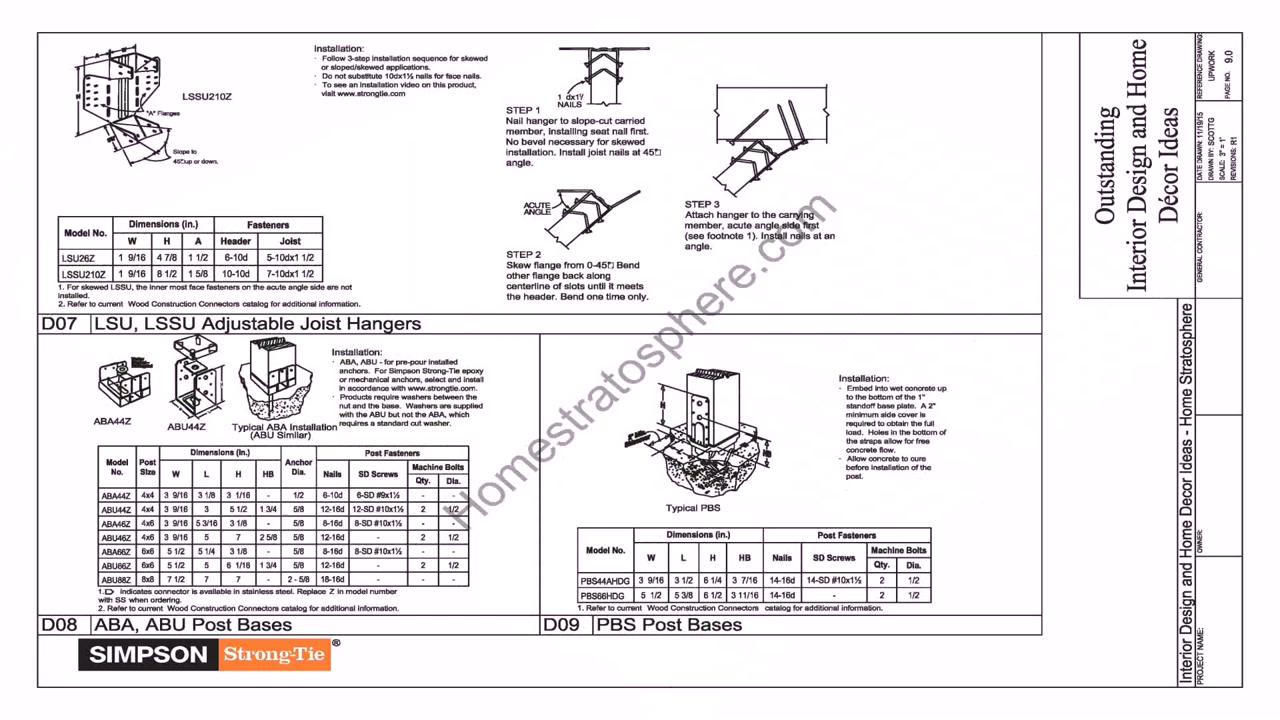 LSSU210Z
"A" Flanges
Slope to
45° up or down.
W
H
A
Installation:
· Follow 3-step installation sequence for skewed
or sloped/skewed applications.
· Do not substitute 10dx1½ nails for face nails.
· To see an installation video on this product,
visit www.strongtie.com
NAILS
STEP 1
Nail hanger to slope-cut carried
member, installing seat nail first.
No bevel necessary for skewed
installation. Install joist nails at 45
angle.
ACUTE
ANGLE
STEP 2
Skew flange from 0-45 Bend
other flange back along
centerline of slots until it meets
the header. Bend one time only.
STEP 3
Attach hanger to the carrying
member, acute angle side first
(see footnote 1). Install nails at an
angle.
Model No. Dimensions (in.) Fasteners
W H A Header Joist
LSU26Z 1 9/16 4 7/8 1 1/2 6-10d 5-10dx1 1/2
LSSU210Z 1 9/16 8 1/2 1 5/8 10-10d 7-10dx1 1/2
1. For skewed LSSU, the inner most face fasteners on the acute angle side are not
installed.
2. Refer to current Wood Construction Connectors catalog for additional information.
D07 LSU, LSSU Adjustable Joist Hangers
ABA44Z
ABU44Z
Typical ABA Installation
(ABU Similar)
Installation:
· ABA, ABU - for pre-pour installed
anchors. For Simpson Strong-Tie epoxy
or mechanical anchors, select and install
in accordance with www.strongtie.com.
· Products require washers between the
nut and the base. Washers are supplied
with the ABU but not the ABA, which
requires a standard cut washer.
Model No. Post Size Dimensions (in.) Anchor Dia. Post Fasteners
W L H HB Nails SD Screws Machine Bolts
Qty. Dia.
ABA44Z 4x4 3 9/16 3 1/8 3 1/16 - 1/2 6-10d 6-SD #9x1½ - -
ABU44Z 4x4 3 9/16 3 5 1/2 1 3/4 5/8 12-16d 12-SD #10x1½ 2 1/2
ABA46Z 4x6 3 9/16 5 3/16 3 1/8 - 5/8 8-16d 8-SD #10x1½ - -
ABU46Z 4x6 3 9/16 5 7 2 5/8 5/8 12-16d - 2 1/2
ABA66Z 6x6 5 1/2 5 1/4 3 1/8 - 5/8 8-16d 8-SD #10x1½ - -
ABU66Z 6x6 5 1/2 5 6 1/16 1 3/4 5/8 12-16d - 2 1/2
ABU88Z 8x8 7 1/2 7 7 - 2 - 5/8 18-16d - - -
1. indicates connector is available in stainless steel. Replace Z in model number
with SS when ordering.
2. Refer to current Wood Construction Connectors catalog for additional information.
D08 ABA, ABU Post Bases
H
HB
Typical PBS
Installation:
· Embed into wet concrete up
to the bottom of the 1"
standoff base plate. A 2"
minimum side cover is
required to obtain the full
load. Holes in the bottom of
the straps allow for free
concrete flow.
· Allow concrete to cure
before installation of the
post.
Model No. Dimensions (in.) Post Fasteners
W L H HB Nails SD Screws Machine Bolts
Qty. Dia.
PBS44AHDG 3 9/16 3 1/2 6 1/4 3 7/16 14-16d 14-SD #10x1½ 2 1/2
PBS66HDG 5 1/2 5 3/8 6 1/2 3 11/16 14-16d - 2 1/2
1. Refer to current Wood Construction Connectors catalog for additional information.
D09 PBS Post Bases
SIMPSON Strong-Tie®
Homestratosphere.com
Outstanding
Interior Design and Home
Décor Ideas
REFERENCE DRAWING:
UPWORK
PAGE NO. 9.0
DATE DRAWN: 11/19/15
DRAWN BY: SCOTTG
SCALE: 3" = 1"
REVISIONS: R1
GENERAL CONTRACTOR:
OWNER:
Interior Design and Home Decor Ideas - Home Stratosphere
PROJECT NAME: